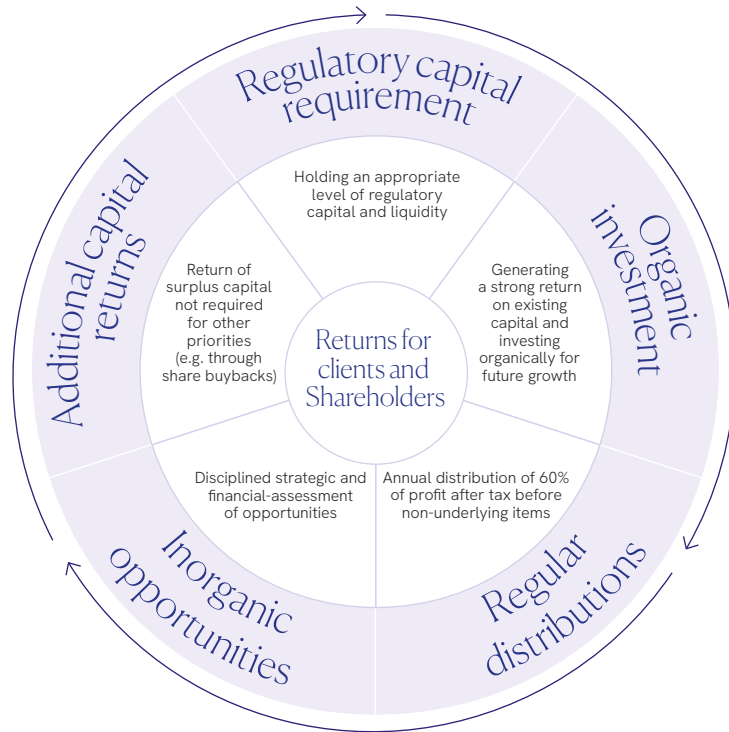 Regulatory capital
requirement
Holding an appropriate
level of regulatory
capital and liquidity
Organic
investment
Generating
a strong return
on existing
capital and
investing
organically for
future growth
Regular
distributions
Annual distribution of 60%
of profit after tax before
non-underlying items
Inorganic
opportunities
Disciplined strategic and
financial-assessment
of opportunities
Additional capital
returns
Return of
surplus capital
not required
for other
priorities
(e.g. through
share buybacks)
Returns for
clients and
Shareholders